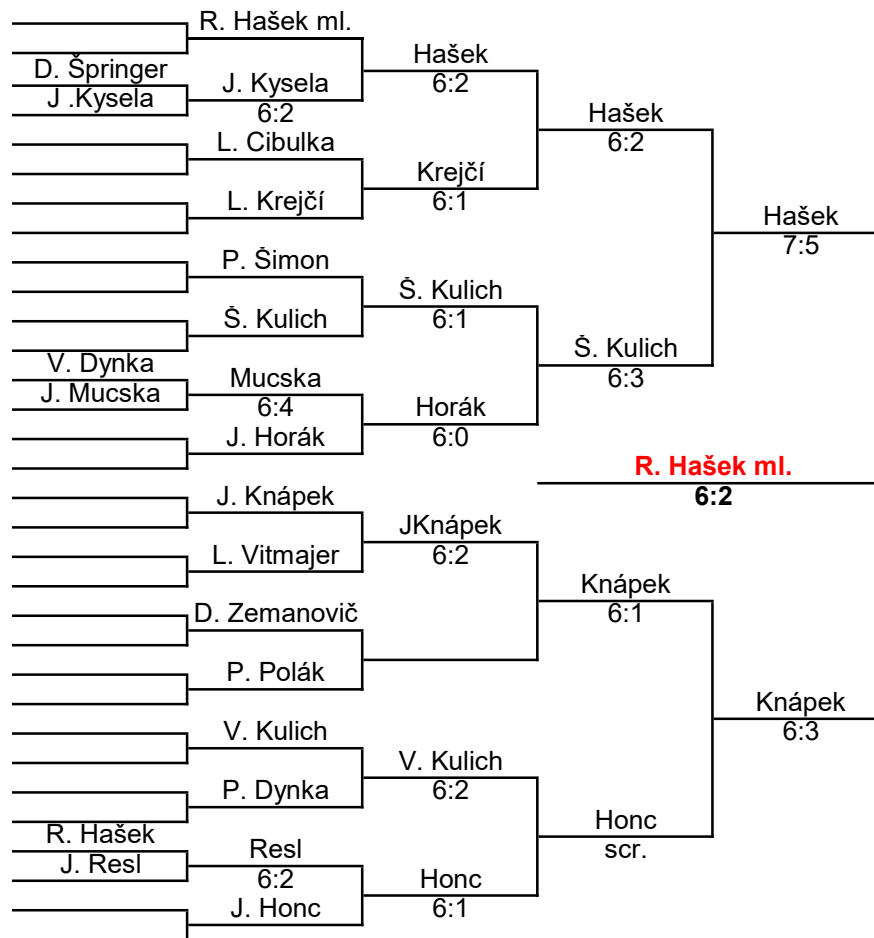 R. Hašek ml.
Hašek
D. Špringer
J. Kysela
6:2
J .Kysela
6:2
Hašek
6:2
L. Cibulka
Krejčí
L. Krejčí
6:1
Hašek
7:5
P. Šimon
Š. Kulich
6:1
Š. Kulich
Š. Kulich
6:3
V. Dynka
Mucska
J. Mucska
6:4
Horák
6:0
J. Horák
R. Hašek ml.
6:2
J. Knápek
JKnápek
6:2
L. Vitmajer
Knápek
6:1
D. Zemanovič
P. Polák
Knápek
6:3
V. Kulich
V. Kulich
6:2
P. Dynka
Honc
scr.
R. Hašek
Resl
J. Resl
6:2
Honc
6:1
J. Honc